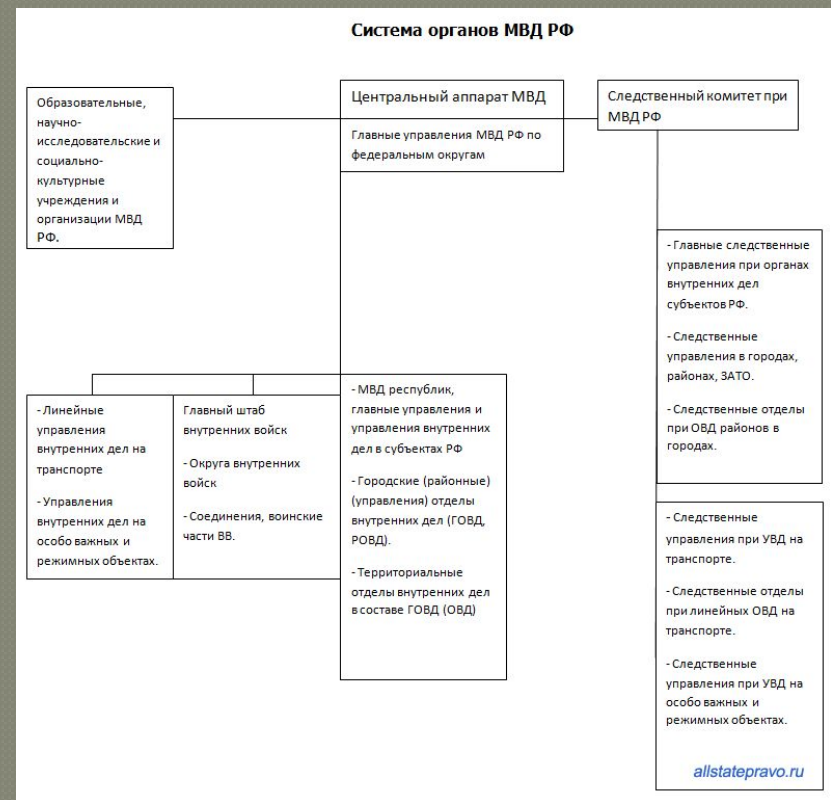 Система органов МВД РФ
Образовательные,
научно-
исследовательские и
социально-
культурные
учреждения и
организации МВД
РФ.
Центральный аппарат МВД
Главные управления МВД РФ по
федеральным округам
Следственный комитет при
МВД РФ
- Главные следственные
управления при органах
внутренних дел
субъектов РФ.
- Следственные
управления в городах,
районах, ЗАТО.
- Следственные отделы
при ОВД районов в
городах.
- Линейные
управления
внутренних дел на
транспорте
- Управления
внутренних дел на
особо важных и
режимных объектах.
Главный штаб
внутренних войск
- Округа внутренних
войск
- Соединения, воинские
части ВВ.
- МВД республик,
главные управления и
управления внутренних
дел в субъектах РФ
- Городские (районные)
(управления) отделы
внутренних дел (ГОВД,
РОВД).
- Территориальные
отделы внутренних дел
в составе ГОВД (ОВД)
- Следственные
управления при УВД на
транспорте.
- Следственные отделы
при линейных ОВД на
транспорте.
- Следственные
управления при УВД на
особо важных и
режимных объектах.
allstatepravo.ru